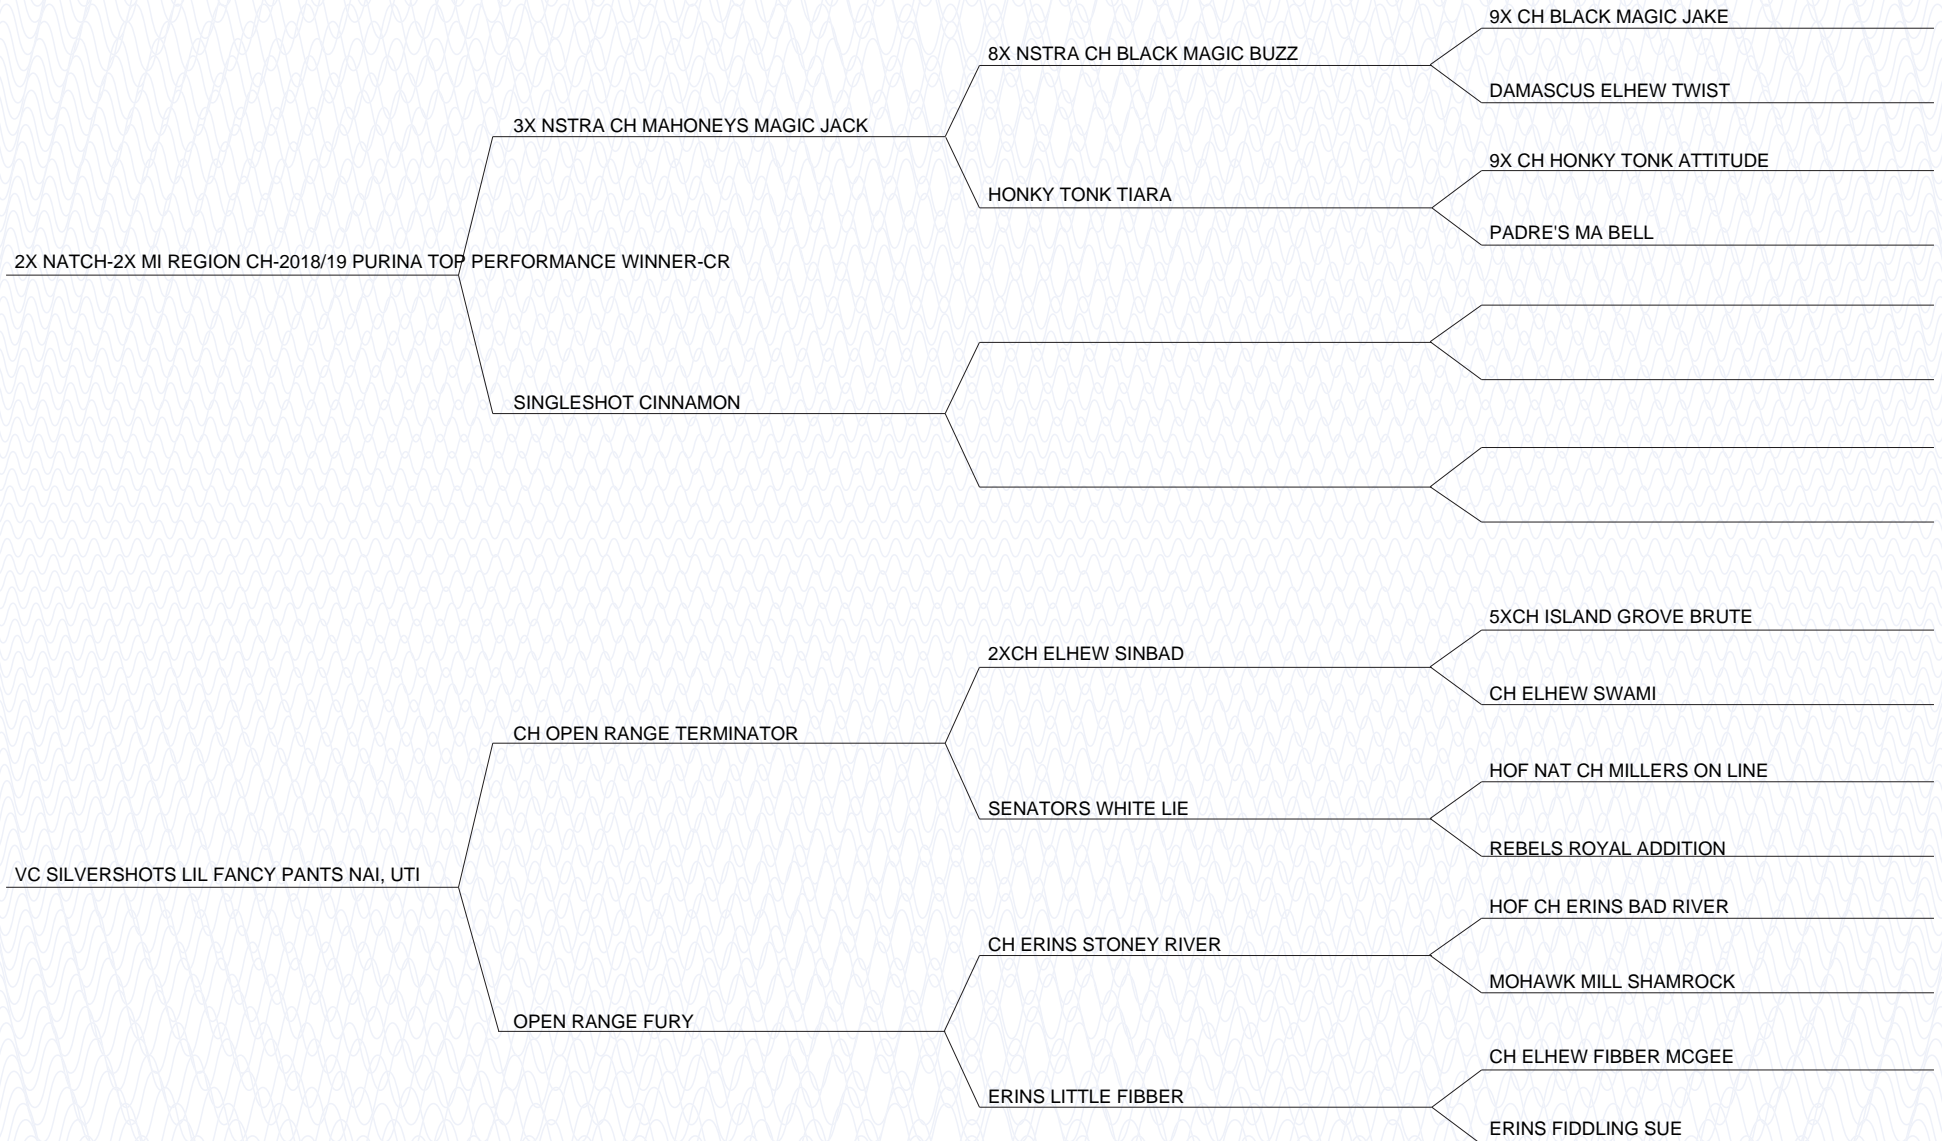 2X NATCH-2X MI REGION CH-2018/19 PURINA TOP PERFORMANCE WINNER-CR
3X NSTRA CH MAHONEYS MAGIC JACK
8X NSTRA CH BLACK MAGIC BUZZ
9X CH BLACK MAGIC JAKE
DAMASCUS ELHEW TWIST
HONKY TONK TIARA
9X CH HONKY TONK ATTITUDE
PADRE'S MA BELL
SINGLESHOT CINNAMON
VC SILVERSHOTS LIL FANCY PANTS NAI, UTI
CH OPEN RANGE TERMINATOR
2XCH ELHEW SINBAD
5XCH ISLAND GROVE BRUTE
CH ELHEW SWAMI
SENATORS WHITE LIE
HOF NAT CH MILLERS ON LINE
REBELS ROYAL ADDITION
OPEN RANGE FURY
CH ERINS STONEY RIVER
HOF CH ERINS BAD RIVER
MOHAWK MILL SHAMROCK
ERINS LITTLE FIBBER
CH ELHEW FIBBER MCGEE
ERINS FIDDLING SUE